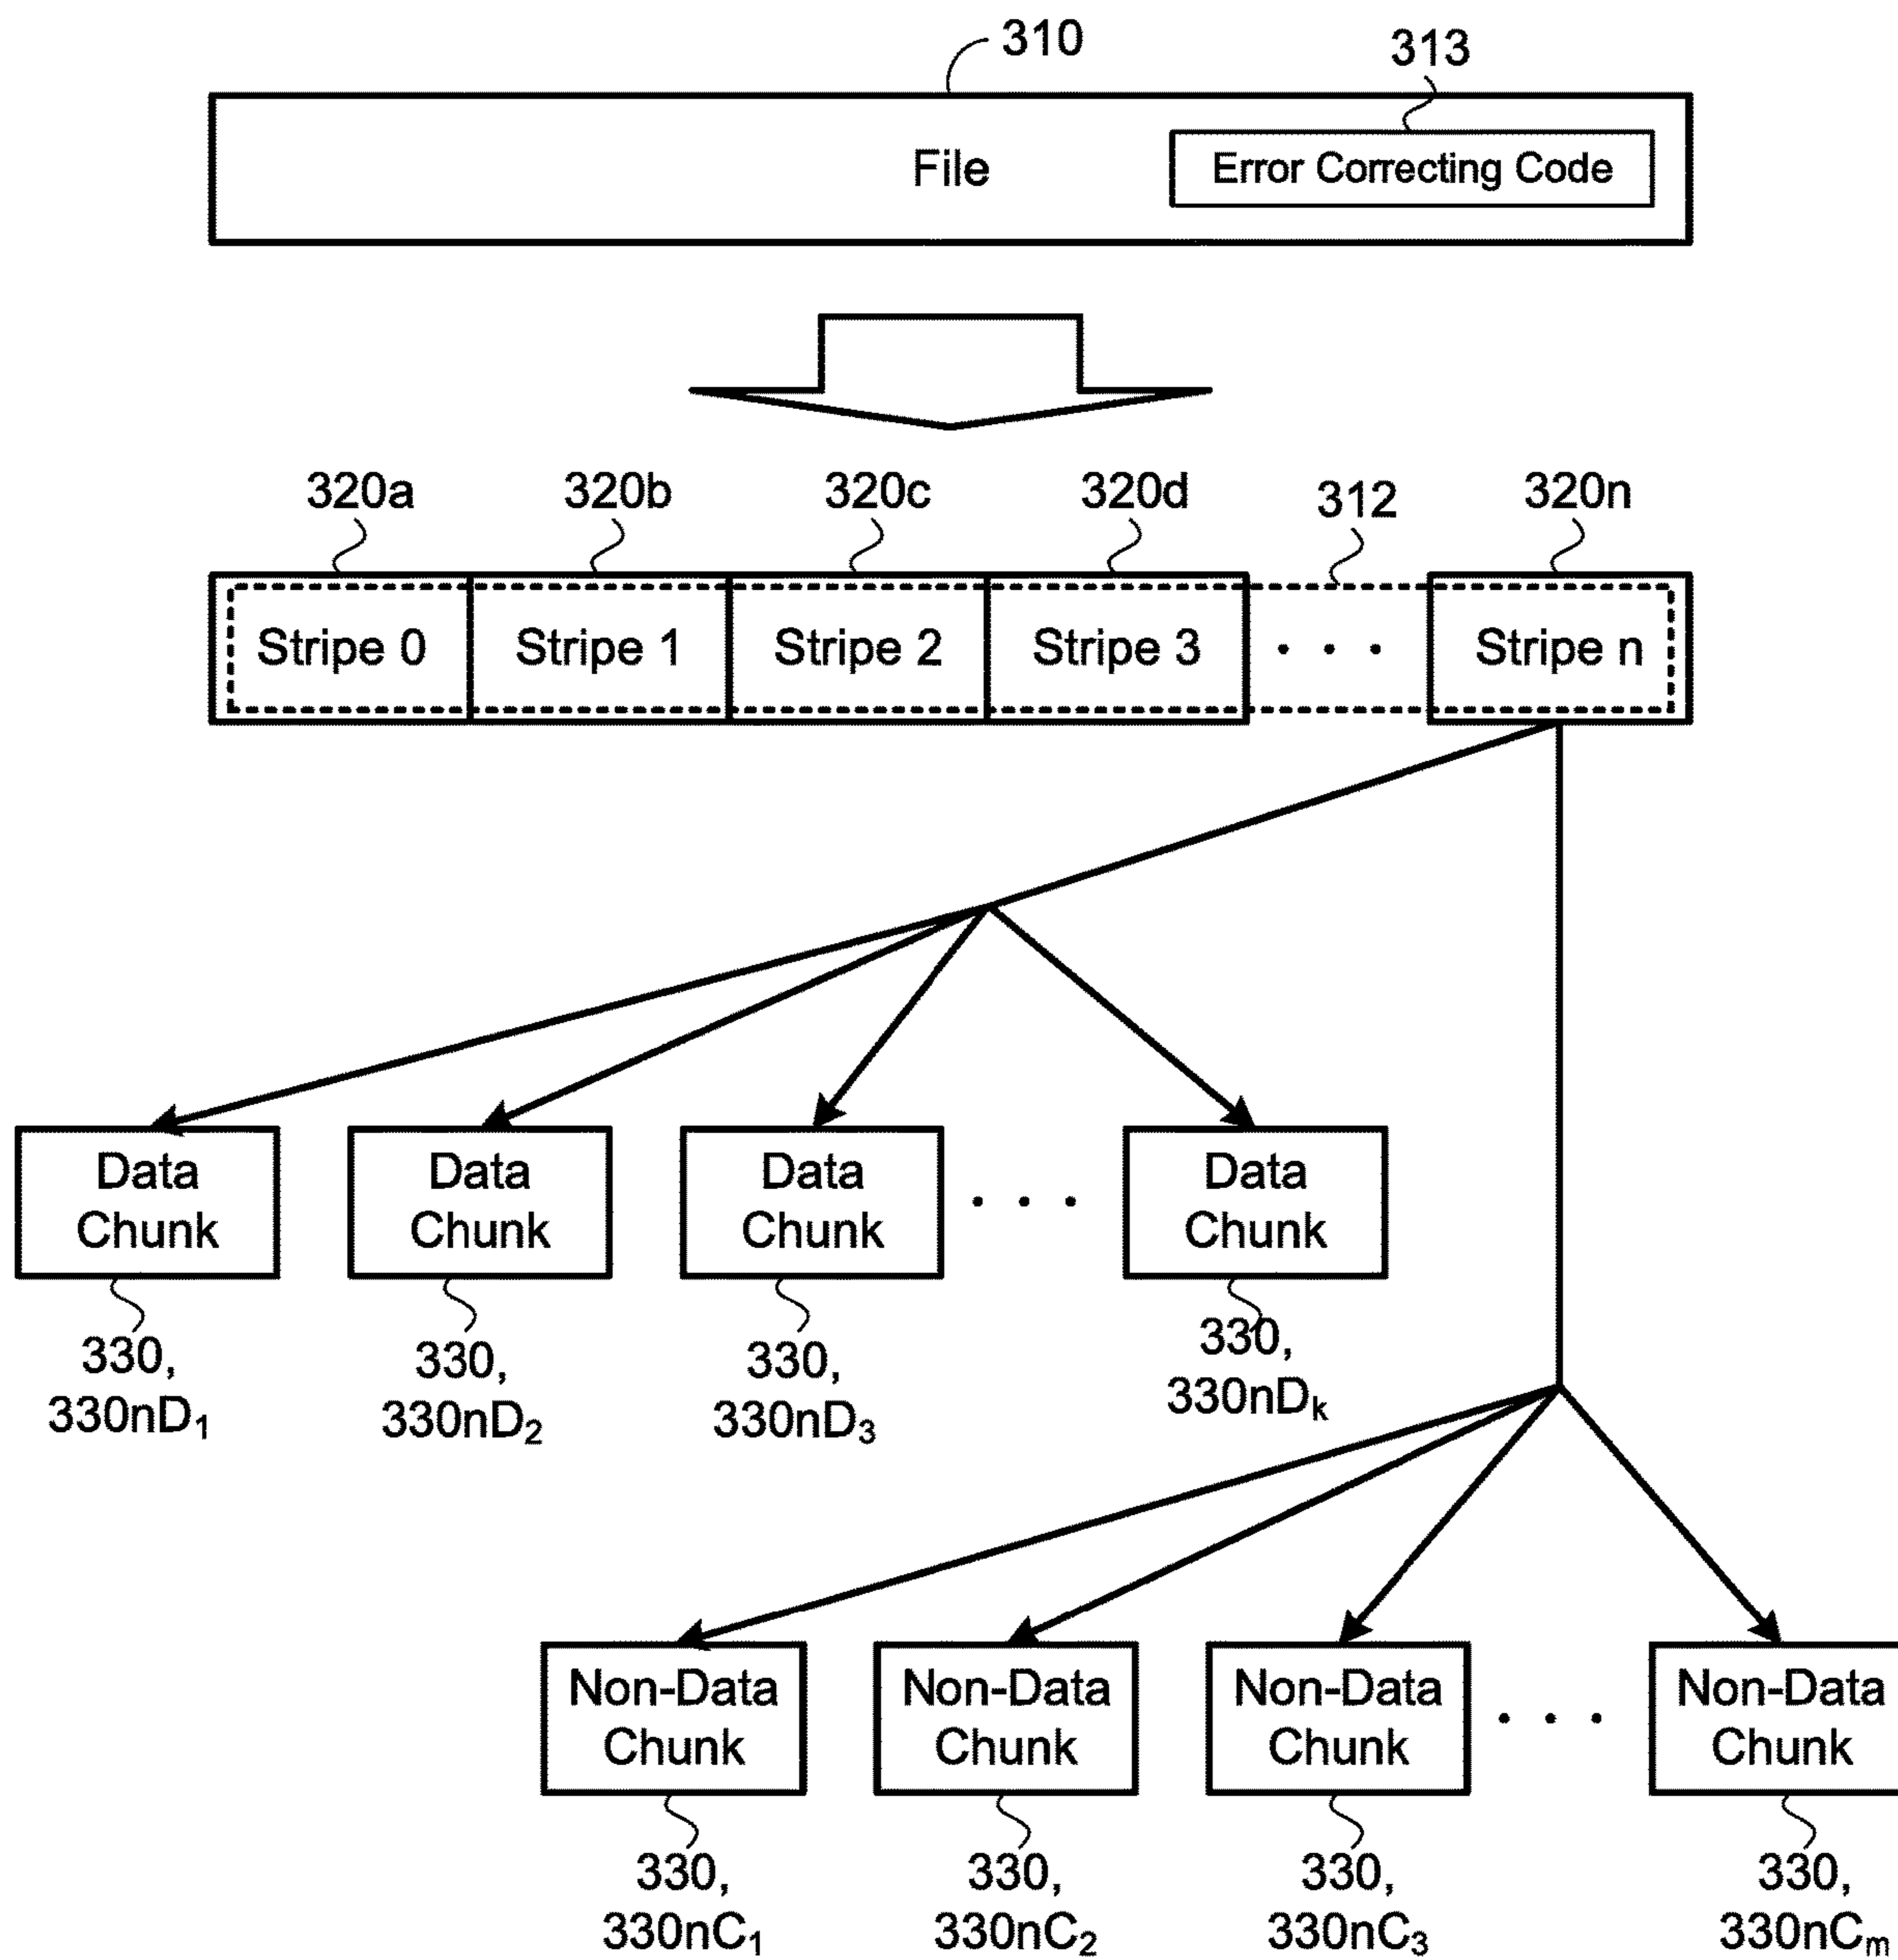 310
313
File
Error Correcting Code
320a
320b
320c
320d
312
320n
Stripe 0
Stripe 1
Stripe 2
Stripe 3
. . .
Stripe n
Data
Chunk
Data
Chunk
Data
Chunk
. . .
Data
Chunk
330,
330nD₁
330,
330nD₂
330,
330nD₃
330,
330nDₖ
Non-Data
Chunk
Non-Data
Chunk
Non-Data
Chunk
. . .
Non-Data
Chunk
330,
330nC₁
330,
330nC₂
330,
330nC₃
330,
330nCₘ